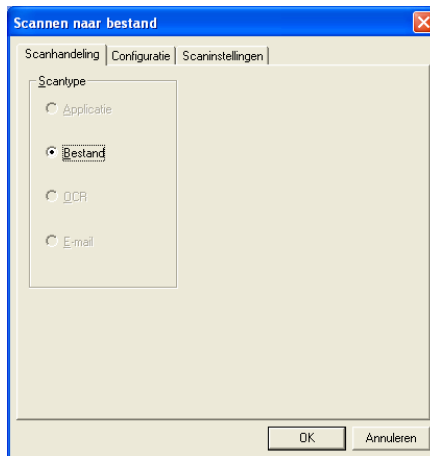 Scannen naar bestand
Scanhandeling Configuratie Scaninstellingen
Scantype
Applicatie
Bestand
OCR
E-mail
OK Annuleren